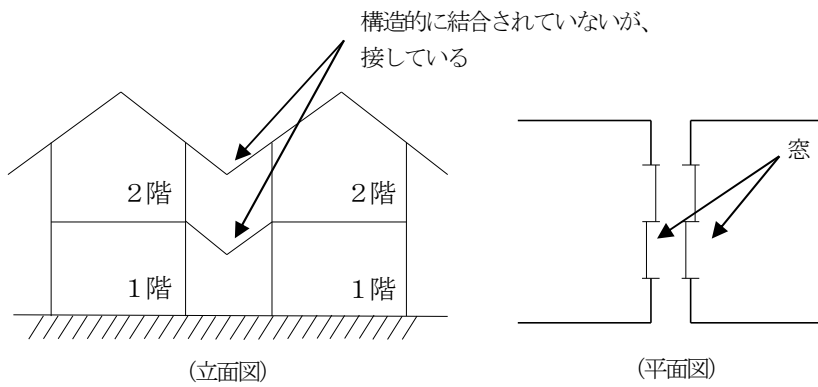 構造的に結合されていないが、
接している
2階
2階
1階
1階
(立面図)
窓
(平面図)